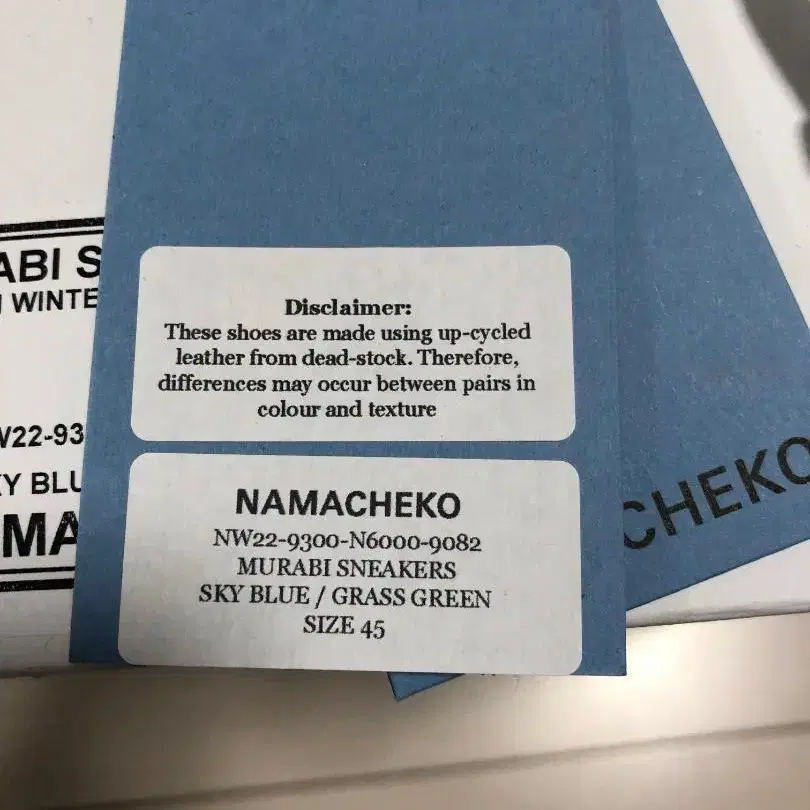 ABI S
WINTE
Disclaimer:
These shoes are made using up-cycled
leather from dead-stock. Therefore,
differences may occur between pairs in
colour and texture
W22-93
KY BLU
MA
NAMACHEKO
NW22-9300-N6000-9082
MURABI SNEAKERS
SKY BLUE / GRASS GREEN
SIZE 45
CHEKO